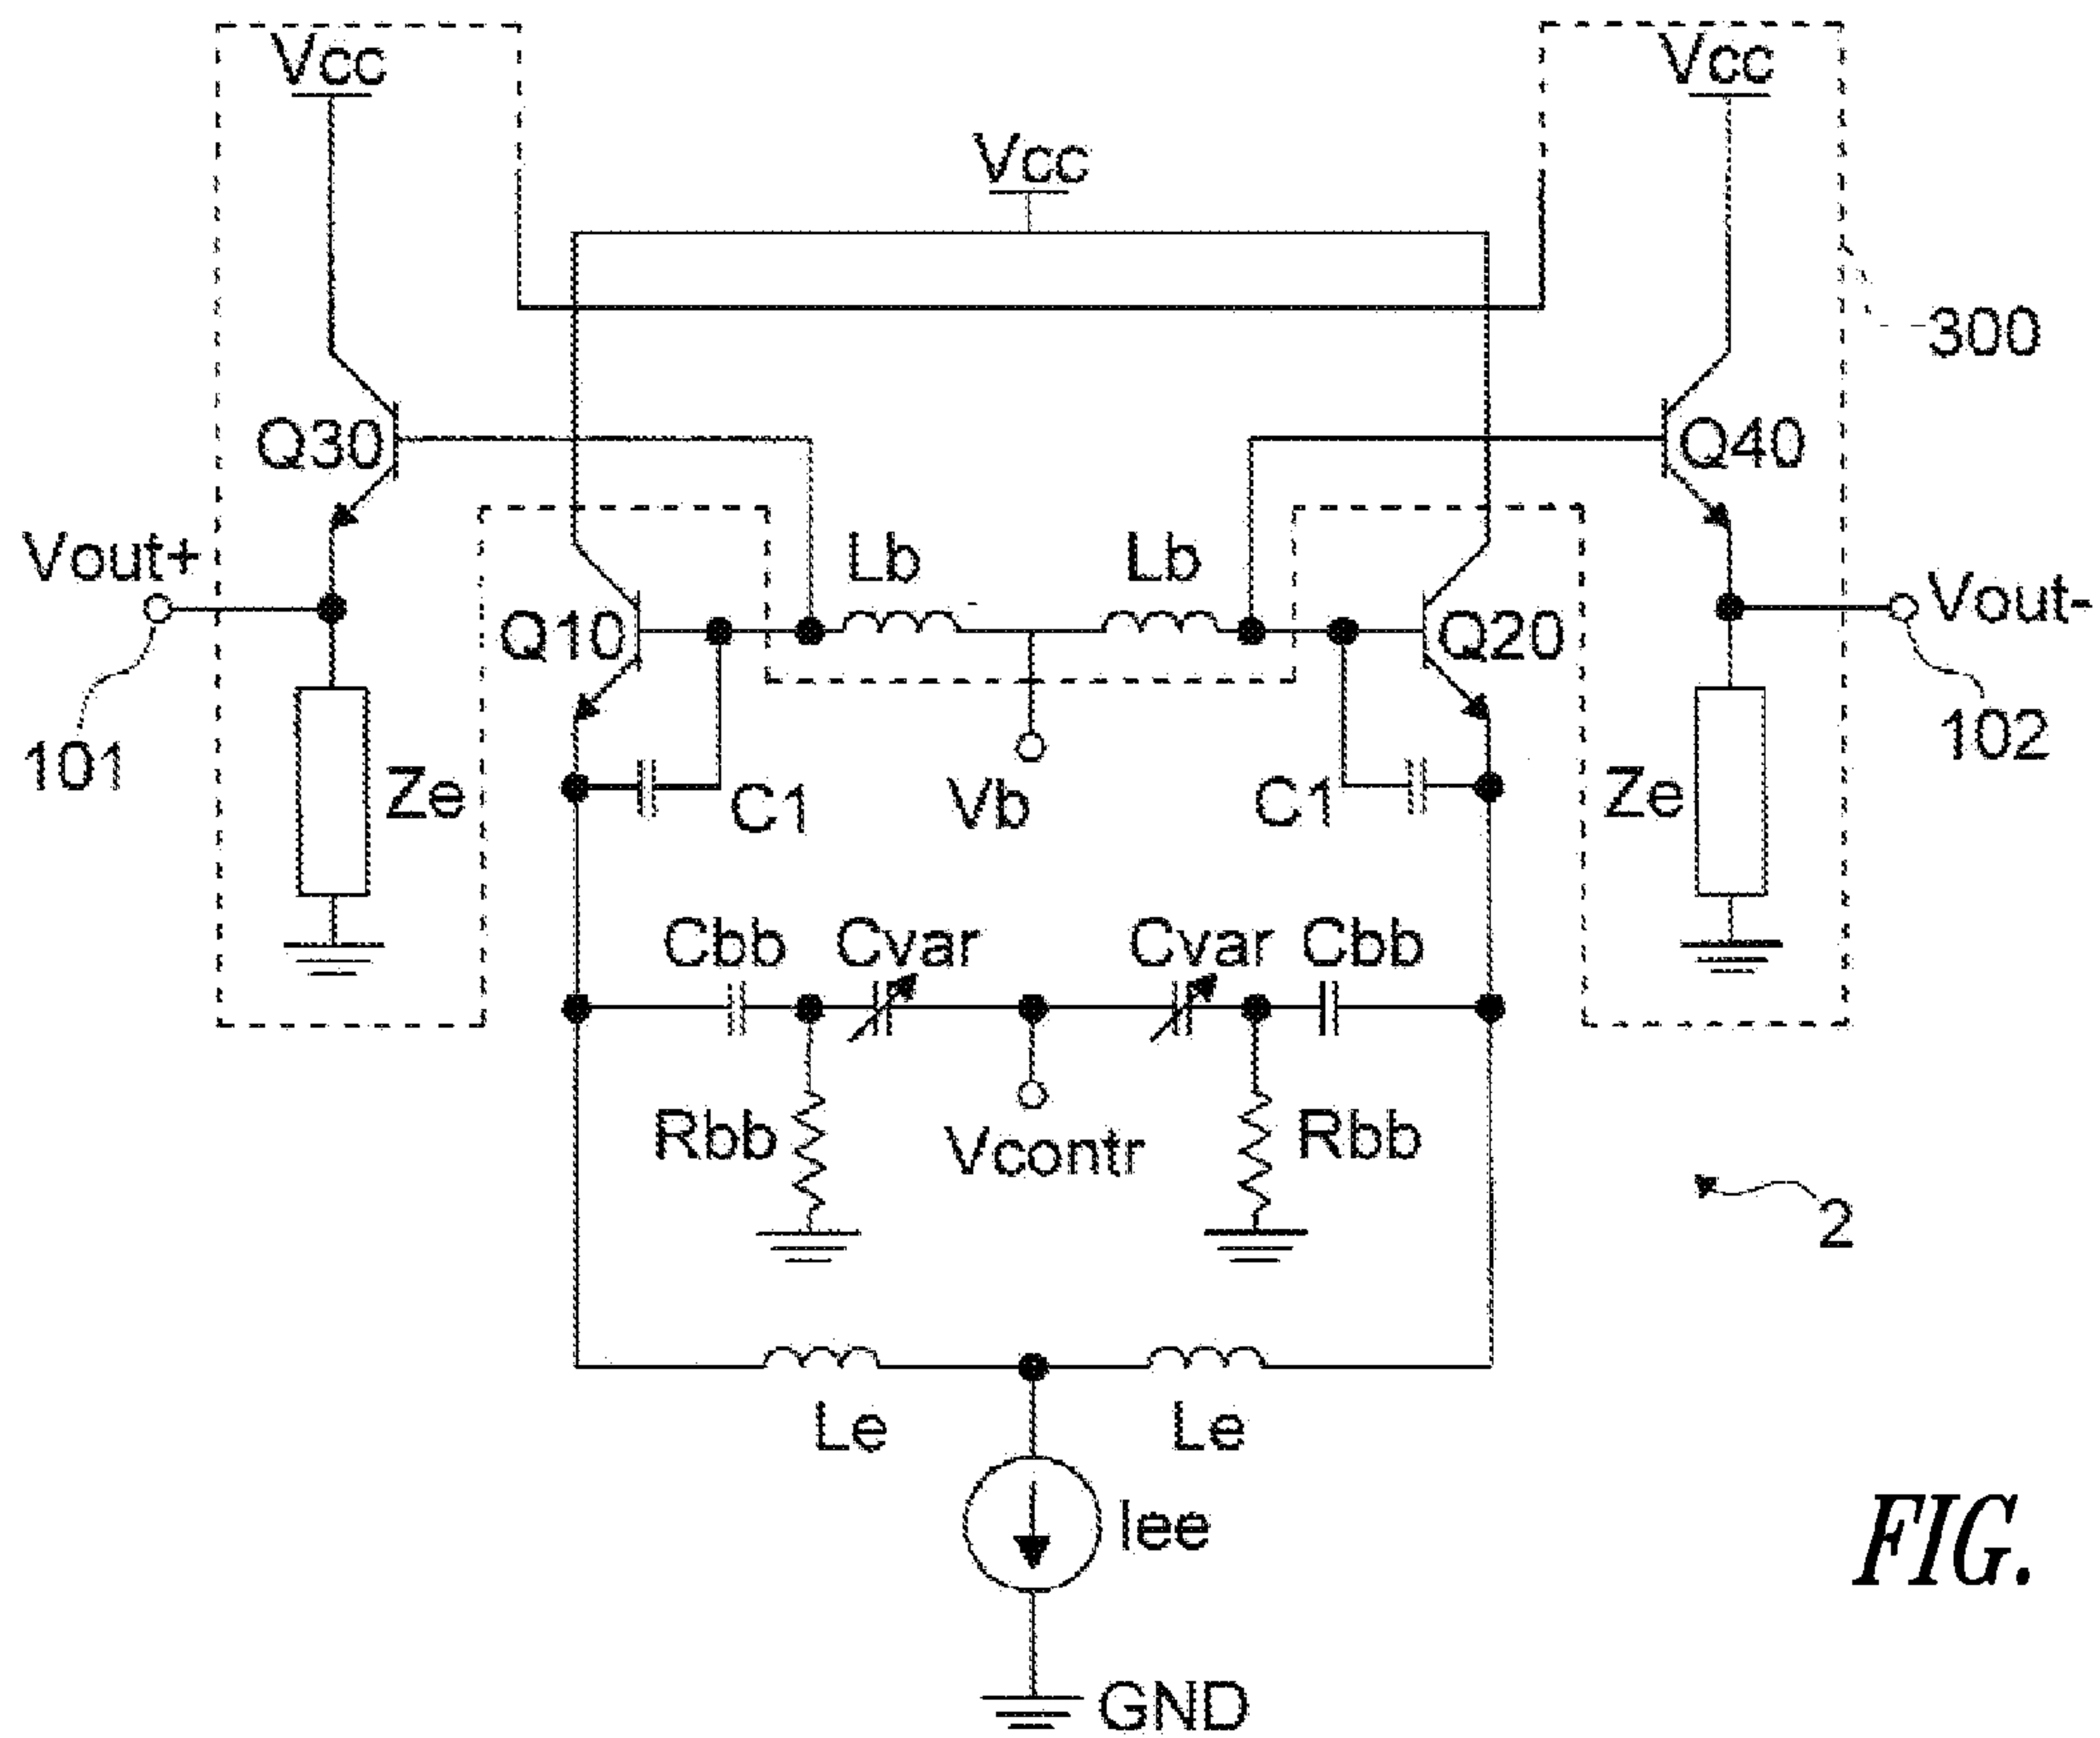 Vcc
Vcc
Vcc
300
Q30
Q40
Vout+
Lb
Lb
Vout-
Q10
Q20
101
102
Ze
C1
Vb
C1
Ze
Cbb
Cvar
Cvar
Cbb
Rbb
Vcontr
Rbb
2
Le
Le
Iee
FIG.
GND